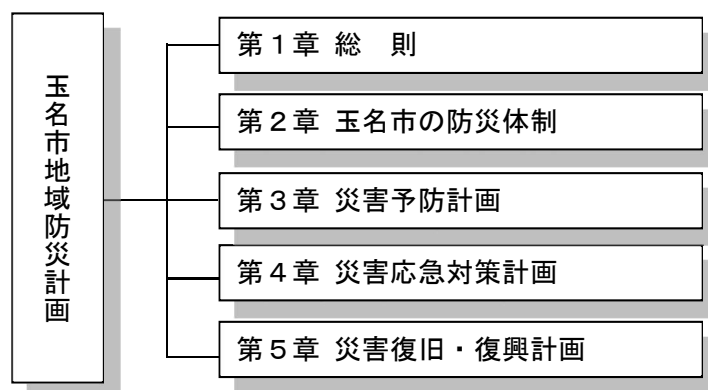 玉名市地域防災計画
第１章 総　則
第２章 玉名市の防災体制
第３章 災害予防計画
第４章 災害応急対策計画
第５章 災害復旧・復興計画